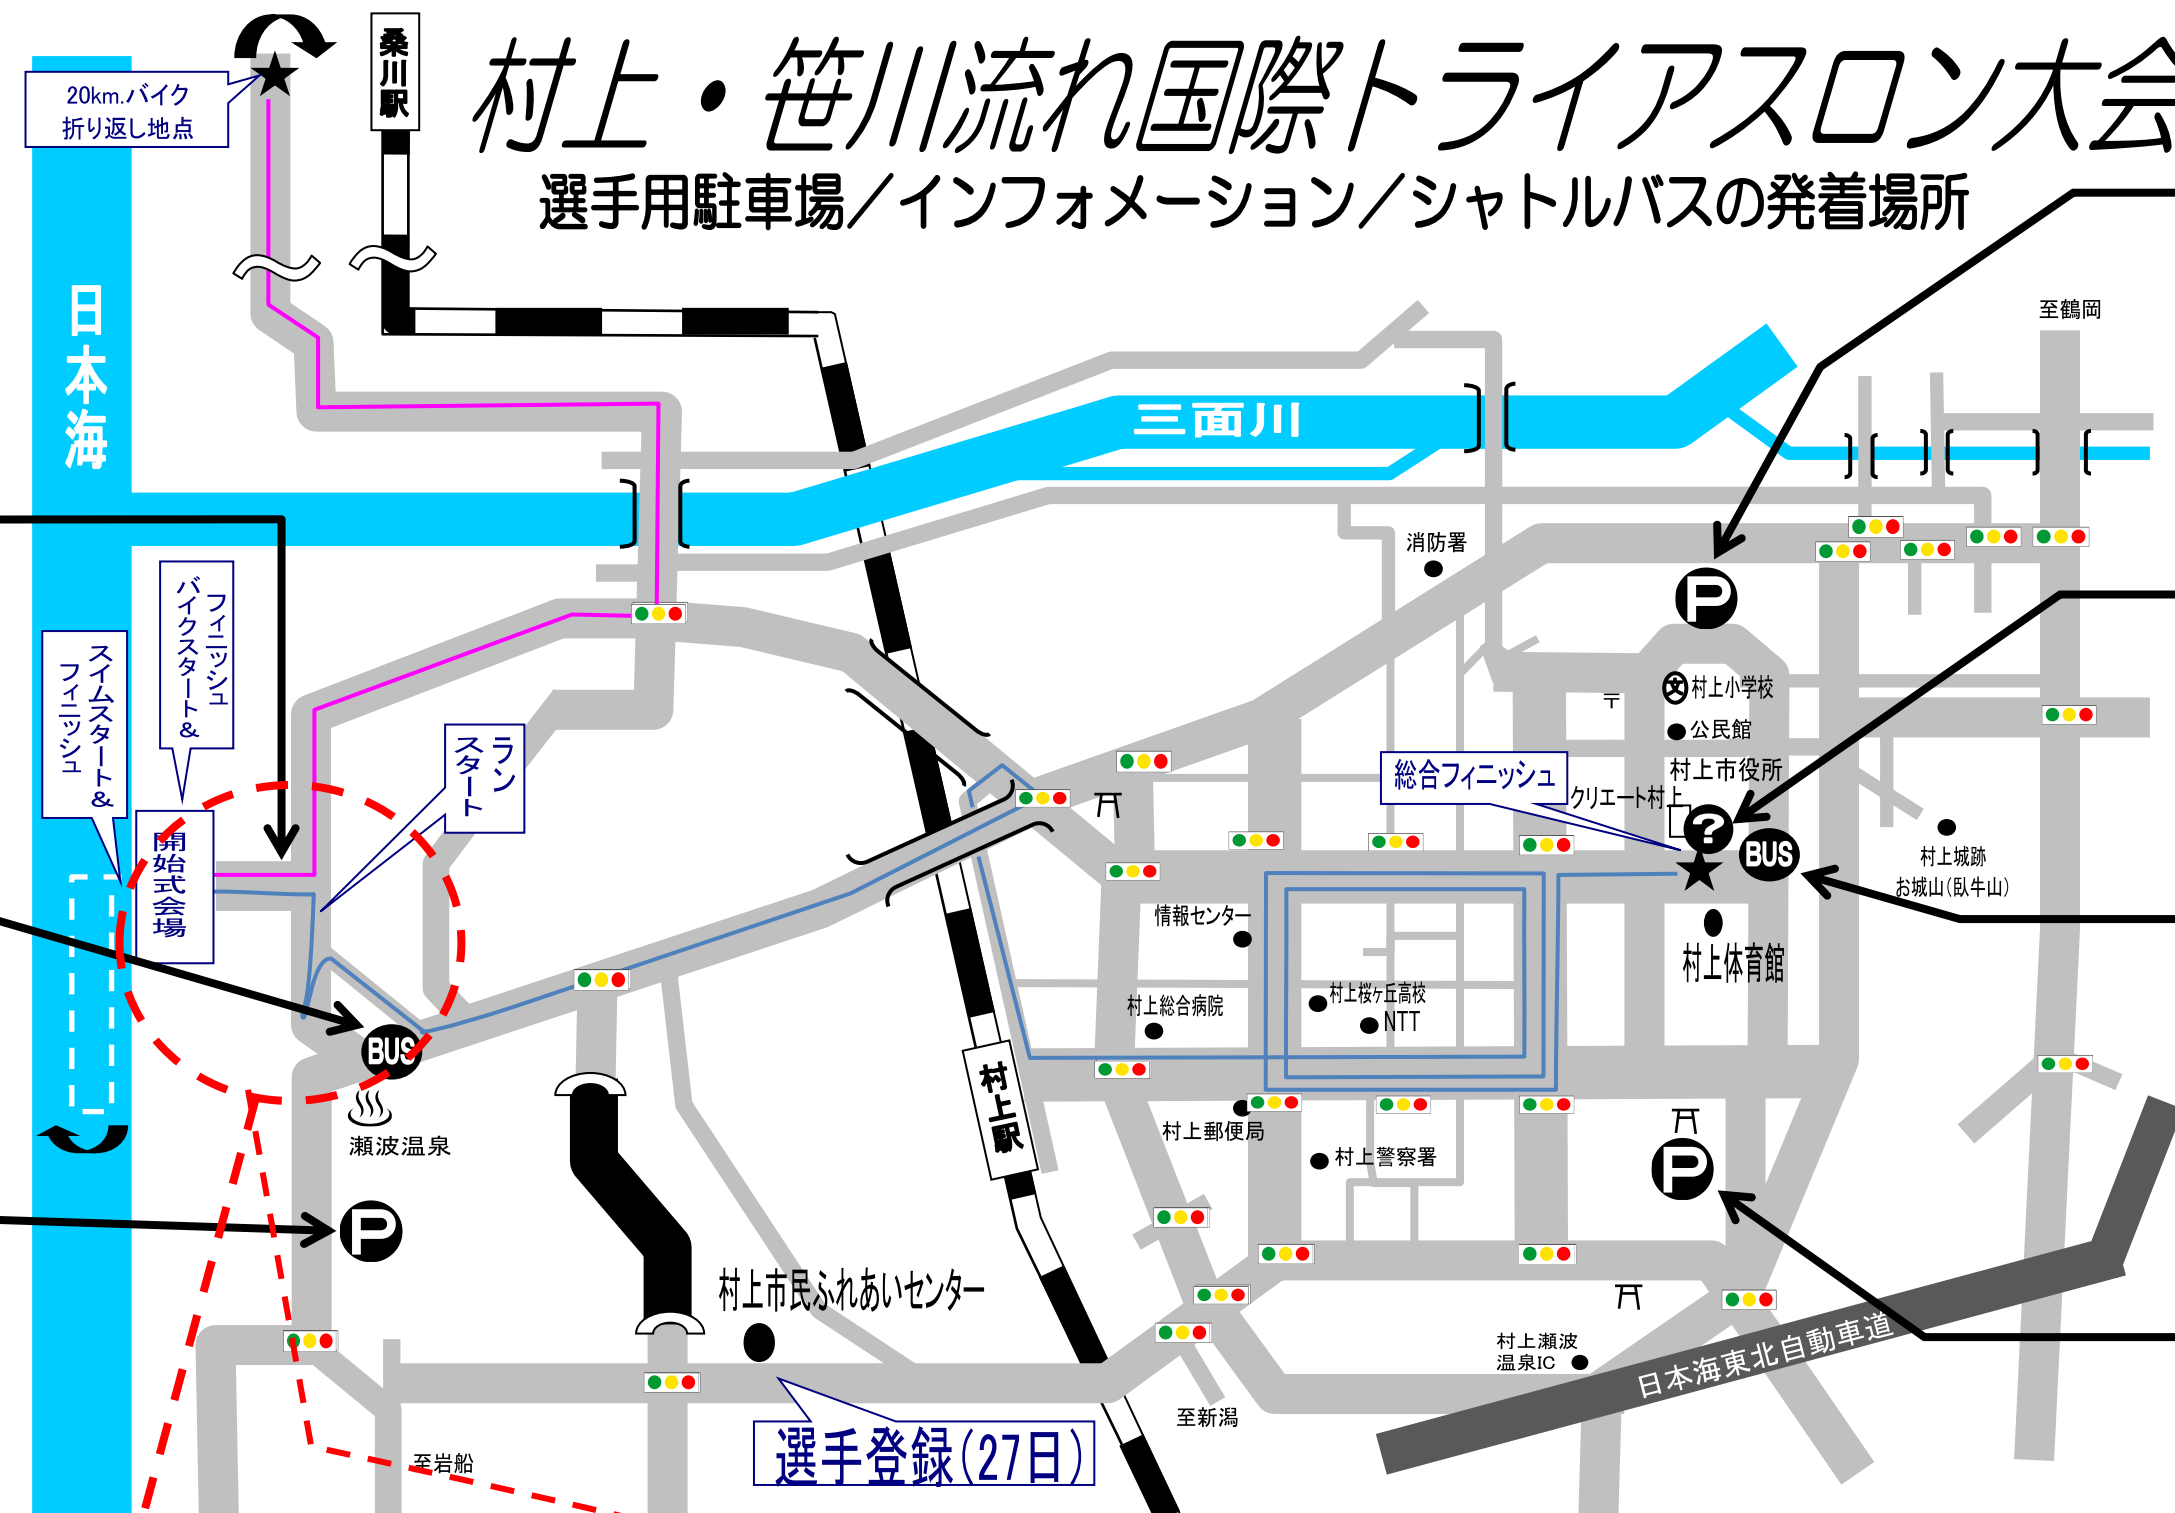 村上・笹川流れ国際トライアスロン大会
選手用駐車場／インフォメーション／シャトルバスの発着場所
桑川駅
20km.バイク
折り返し地点
日本海
三面川
至鶴岡
消防署
P
〒
文
村上小学校
公民館
村上市役所
クリエート村上
?
BUS
総合フィニッシュ
村上城跡
お城山（臥牛山）
村上体育館
バイクスタート&
フィニッシュ
スイムスタート&
フィニッシュ
ラン
スタート
開始式会場
BUS
瀬波温泉
P
情報センター
村上総合病院
村上桜ヶ丘高校
NTT
村上駅
村上郵便局
村上警察署
P
村上市民ふれあいセンター
選手登録（27日）
至新潟
至岩船
村上瀬波
温泉IC
日本海東北自動車道